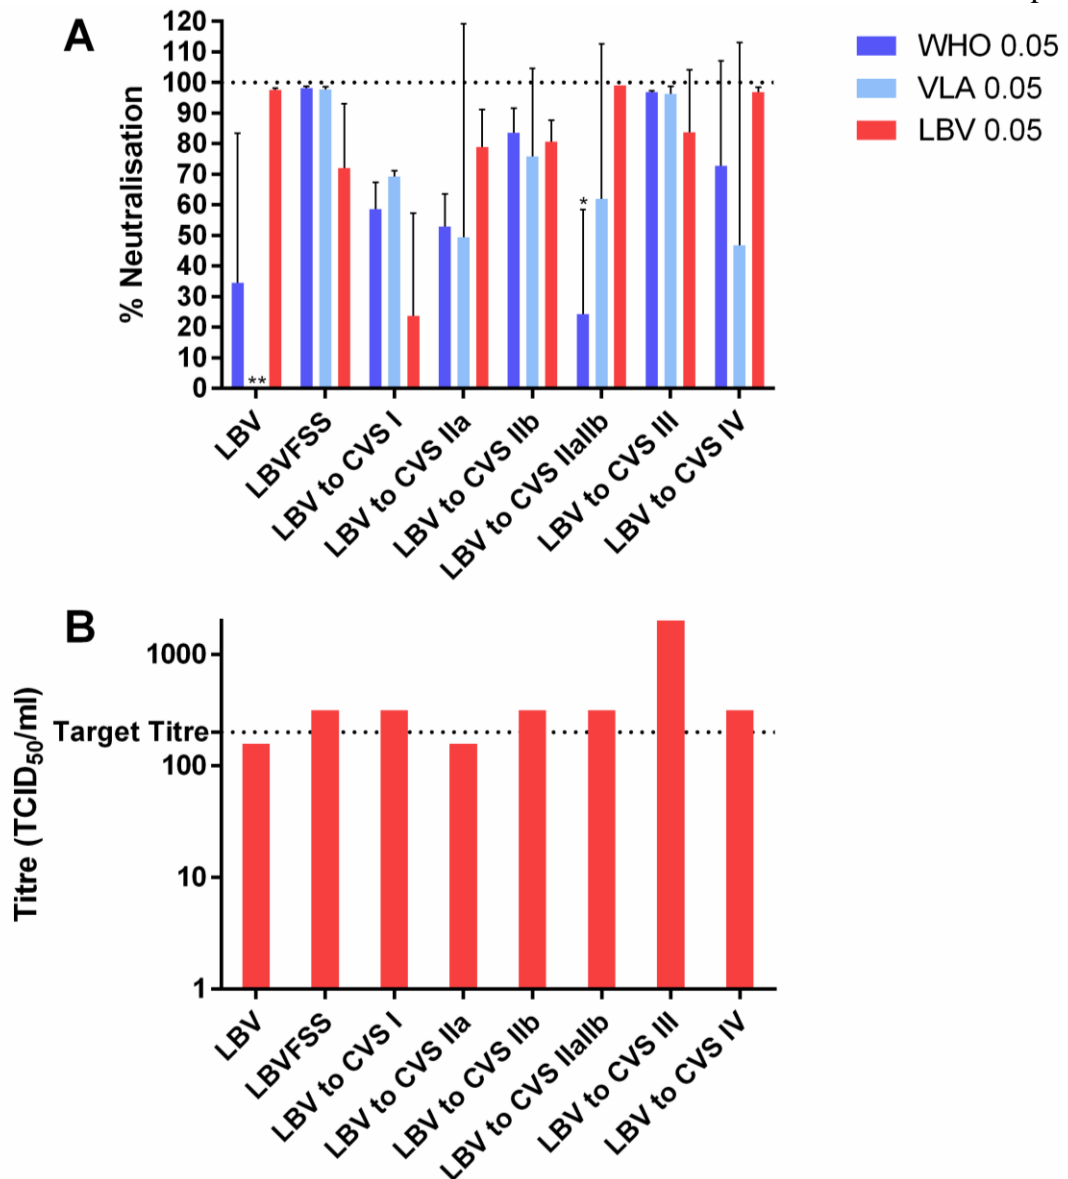 A
120
110
100
90
80
70
60
50
40
30
20
10
0
% Neutralisation
*
**
WHO 0.05
VLA 0.05
LBV 0.05
LBV
LBVFSS
LBV to CVS I
LBV to CVS IIa
LBV to CVS IIb
LBV to CVS IIaIIb
LBV to CVS III
LBV to CVS IV
B
1000
Target Titre
100
10
1
Titre (TCID50/ml)
LBV
LBVFSS
LBV to CVS I
LBV to CVS IIa
LBV to CVS IIb
LBV to CVS IIaIIb
LBV to CVS III
LBV to CVS IV